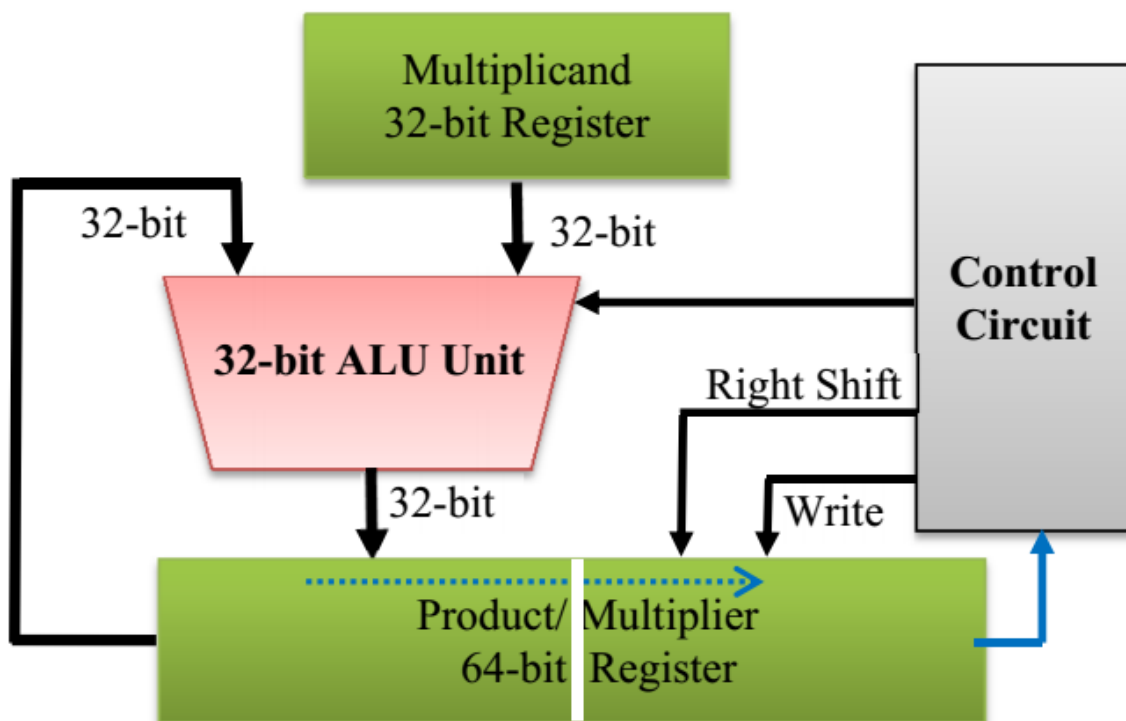 Multiplicand
32-bit Register
32-bit
32-bit
Control
Circuit
32-bit ALU Unit
Right Shift
32-bit
Write
Product/ Multiplier
64-bit Register